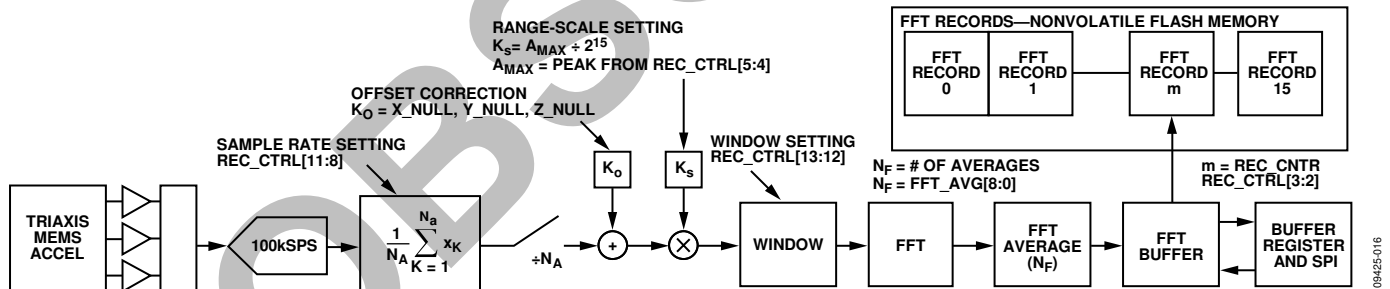 RANGE-SCALE SETTING
Ks= AMAX ÷ 2¹⁵
AMAX = PEAK FROM REC_CTRL[5:4]
OFFSET CORRECTION
KO = X_NULL, Y_NULL, Z_NULL
SAMPLE RATE SETTING
REC_CTRL[11:8]
WINDOW SETTING
REC_CTRL[13:12]
FFT RECORDS—NONVOLATILE FLASH MEMORY
FFT
RECORD
0
FFT
RECORD
1
FFT
RECORD
m
FFT
RECORD
15
NF = # OF AVERAGES
NF = FFT_AVG[8:0]
m = REC_CNTR
REC_CTRL[3:2]
TRIAXIS
MEMS
ACCEL
100kSPS
Na
1
NA
∑ xK
K = 1
÷NA
Ko
+
Ks
×
WINDOW
FFT
FFT
AVERAGE
(NF)
FFT
BUFFER
BUFFER
REGISTER
AND SPI
09425-016